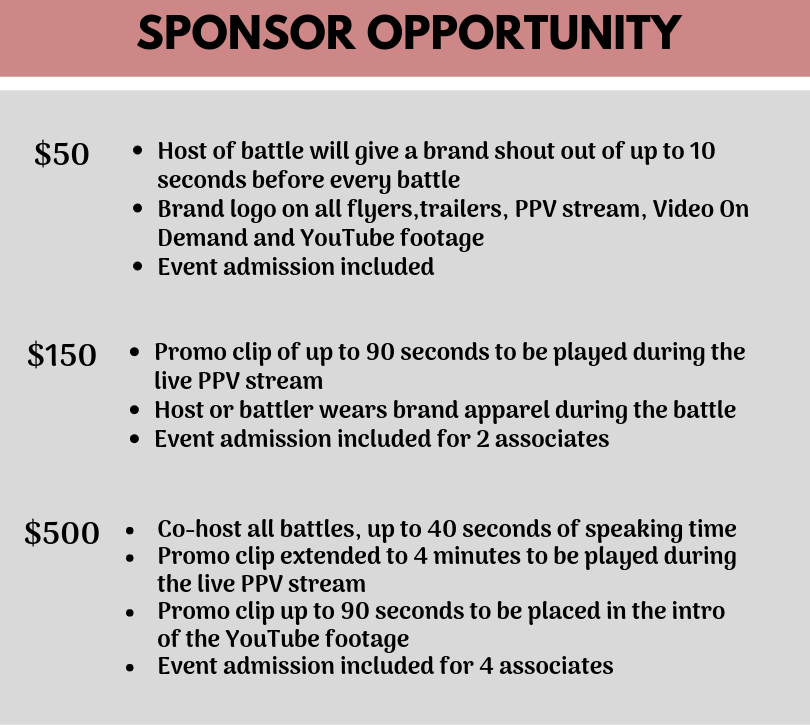 SPONSOR OPPORTUNITY
$50
• Host of battle will give a brand shout out of up to 10
seconds before every battle
• Brand logo on all flyers,trailers, PPV stream, Video On
Demand and YouTube footage
• Event admission included
$150
• Promo clip of up to 90 seconds to be played during the
live PPV stream
• Host or battler wears brand apparel during the battle
• Event admission included for 2 associates
$500
• Co-host all battles, up to 40 seconds of speaking time
• Promo clip extended to 4 minutes to be played during
the live PPV stream
• Promo clip up to 90 seconds to be placed in the intro
of the YouTube footage
• Event admission included for 4 associates